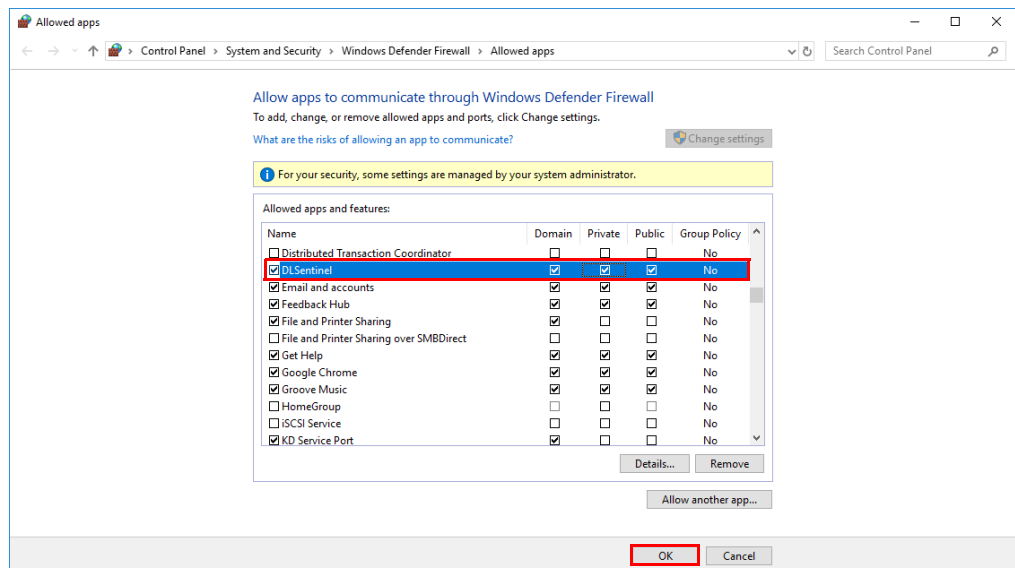 Allowed apps
Control Panel > System and Security > Windows Defender Firewall > Allowed apps
Search Control Panel
Allow apps to communicate through Windows Defender Firewall
To add, change, or remove allowed apps and ports, click Change settings.
What are the risks of allowing an app to communicate?
Change settings
For your security, some settings are managed by your system administrator.
Allowed apps and features:
Name Domain Private Public Group Policy
Distributed Transaction Coordinator No
DLSentinel No
Email and accounts No
Feedback Hub No
File and Printer Sharing No
File and Printer Sharing over SMBDirect No
Get Help No
Google Chrome No
Groove Music No
HomeGroup No
iSCSI Service No
KD Service Port No
Details... Remove
Allow another app...
OK Cancel